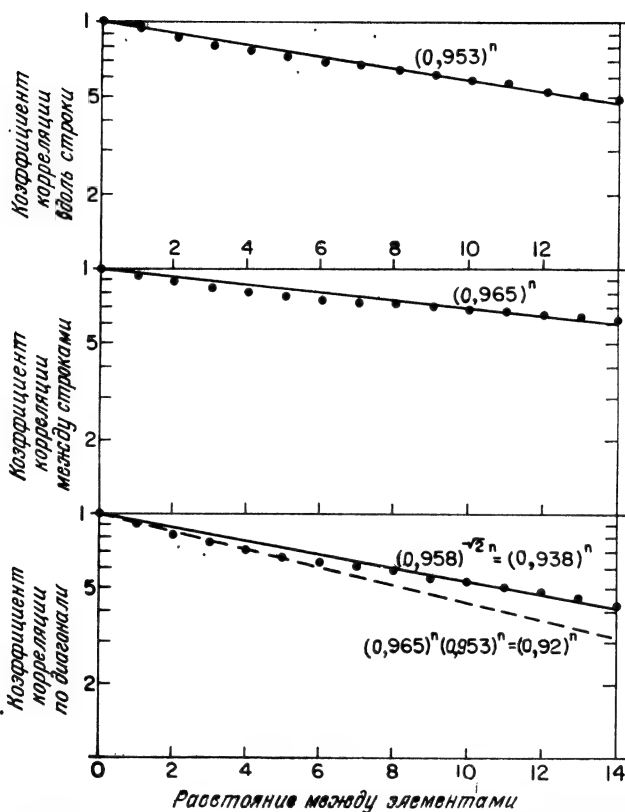 Коэффициент
корреляции
вдоль строки
1
5
2
(0,953)ⁿ
2 4 6 8 10 12
Коэффициент
корреляции
между строками
1
5
2
(0,965)ⁿ
Коэффициент
корреляции
по диагонали
1
5
2
(0,958)^√2 n = (0,938)ⁿ
(0,965)ⁿ(0,953)ⁿ=(0,92)ⁿ
0 2 4 6 8 10 12 14
Расстояние между элементами